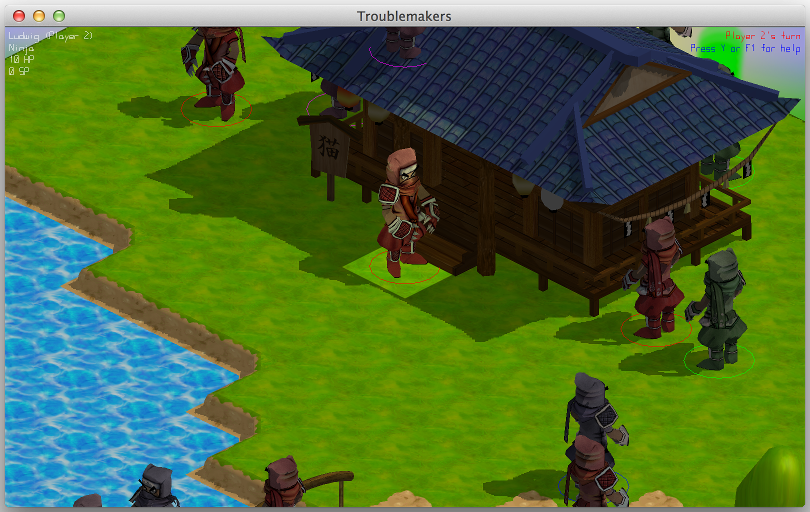 Troublemakers
Ludwig (Player 2)
Ninja
10 HP
0 SP
Player 2's turn
Press Y or F1 for help
猫